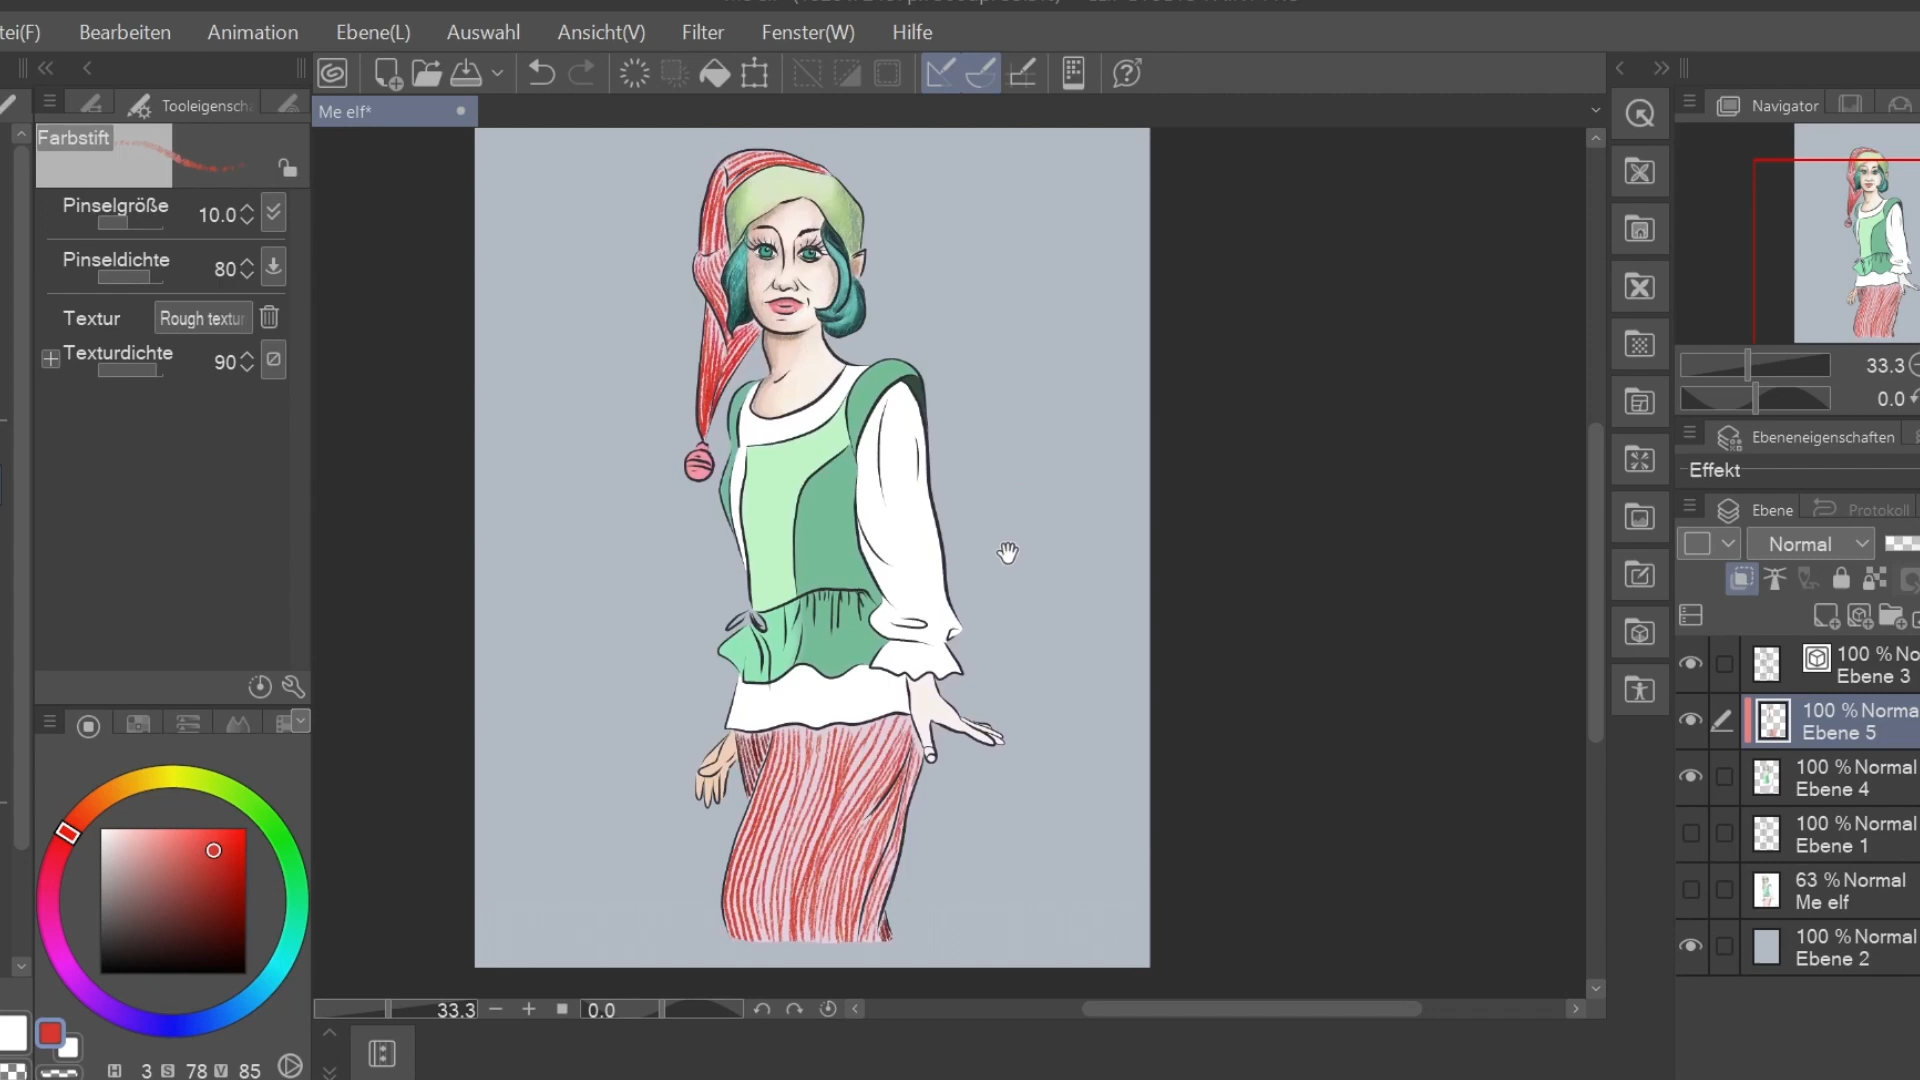 tei(F) Bearbeiten Animation Ebene(L) Auswahl Ansicht(V) Filter Fenster(W) Hilfe
Tooleigensch
Me elf*
Navigator
Farbstift
Pinselgröße 10.0
Pinseldichte 80
Textur Rough textur
Texturdichte 90
33.3
0.0
Ebeneneigenschaften
Effekt
Ebene Protokoll
Normal
100 % No
Ebene 3
100 % Norma
Ebene 5
100 % Normal
Ebene 4
100 % Normal
Ebene 1
63 % Normal
Me elf
100 % Normal
Ebene 2
33.3 0.0
H 3 S 78 V 85